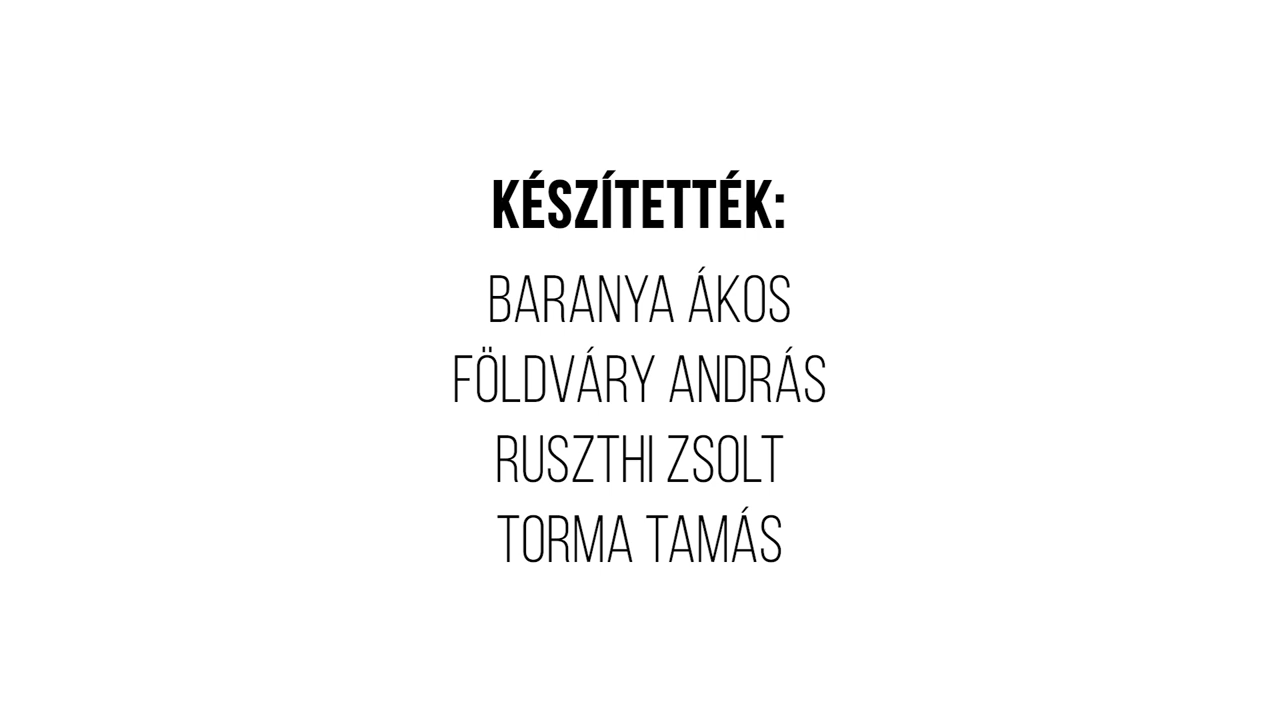 KÉSZÍTETTÉK:
BARANYA ÁKOS
FÖLDVÁRY ANDRÁS
RUSZTHI ZSOLT
TORMA TAMÁS